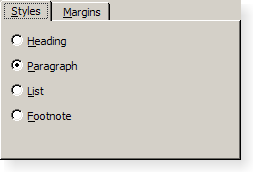 Styles Margins
Heading
Paragraph
List
Footnote